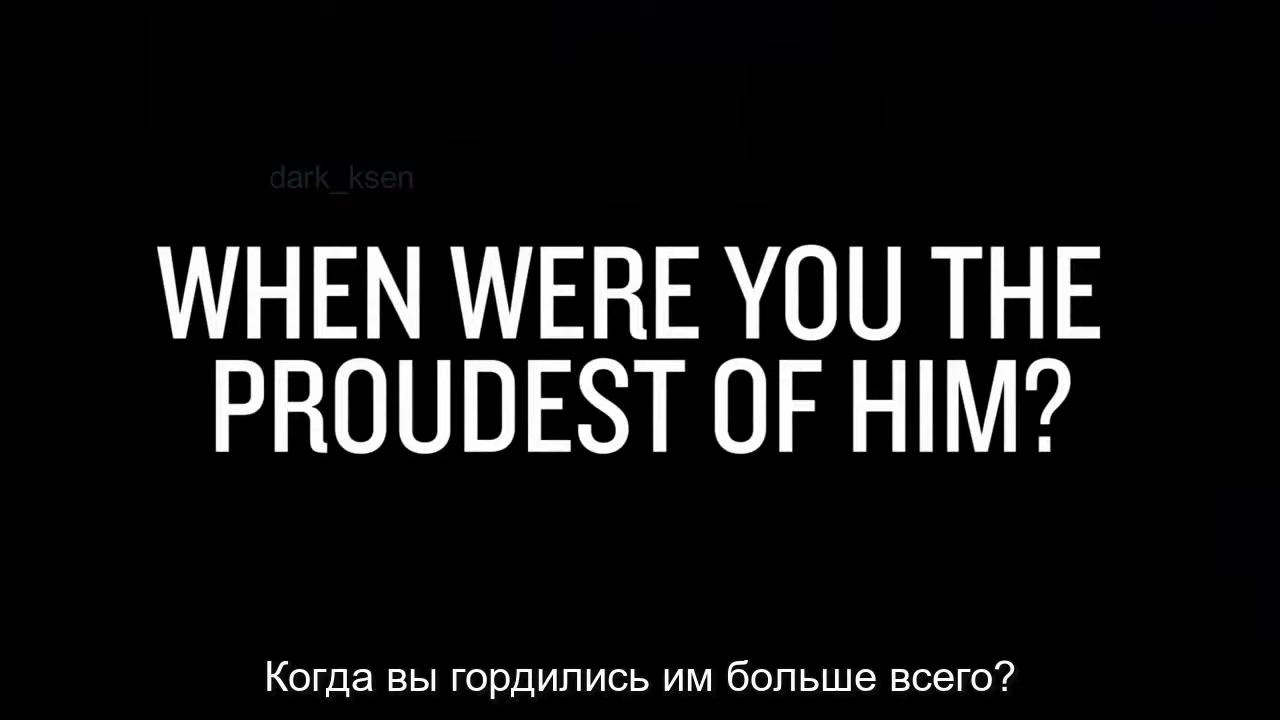 dark_ksen
WHEN WERE YOU THE
PROUDEST OF HIM?
Когда вы гордились им больше всего?